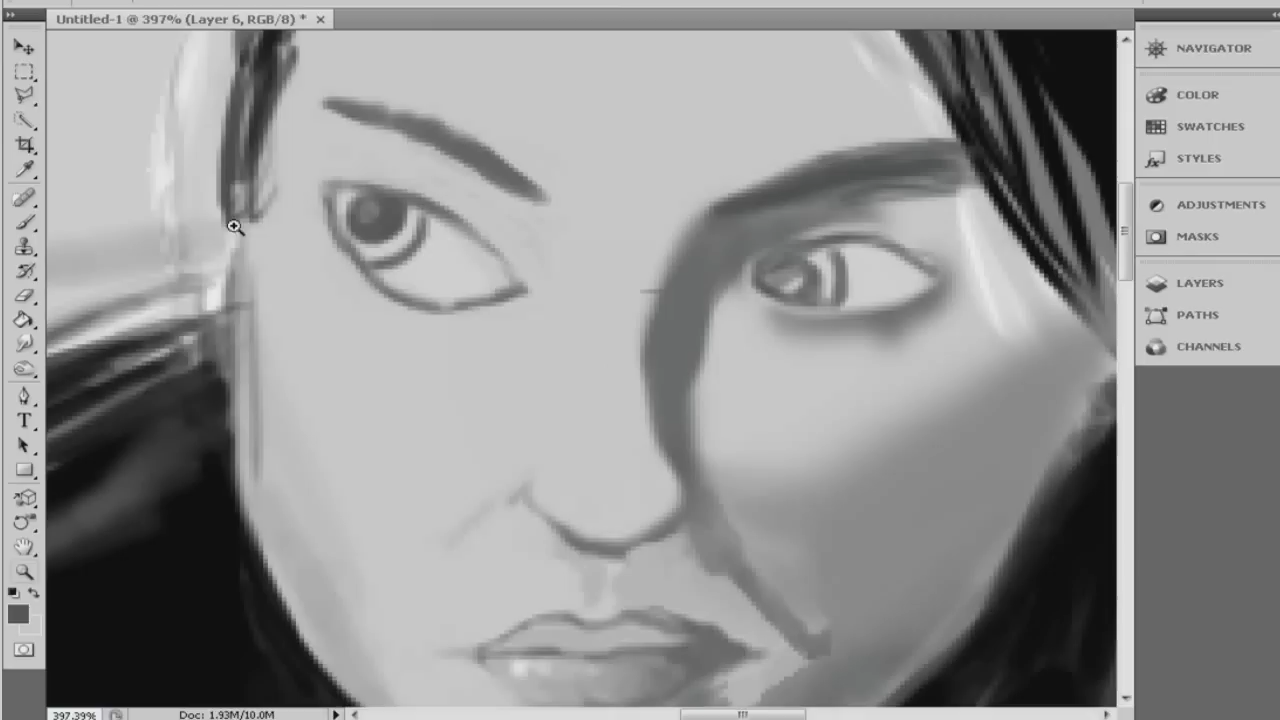 Untitled-1 @ 397% (Layer 6, RGB/8) *
NAVIGATOR
COLOR
SWATCHES
STYLES
ADJUSTMENTS
MASKS
LAYERS
PATHS
CHANNELS
397.39%
Doc: 1.93M/10.0M